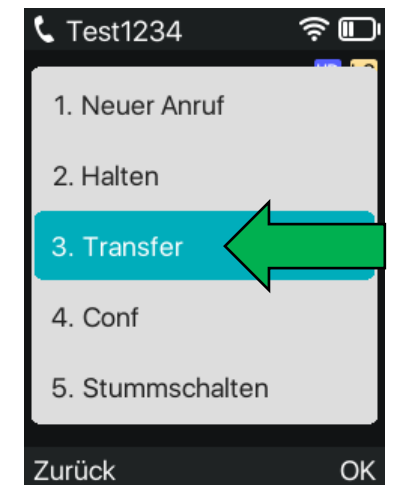 Test1234
1. Neuer Anruf
2. Halten
3. Transfer
4. Conf
5. Stummschalten
Zurück OK